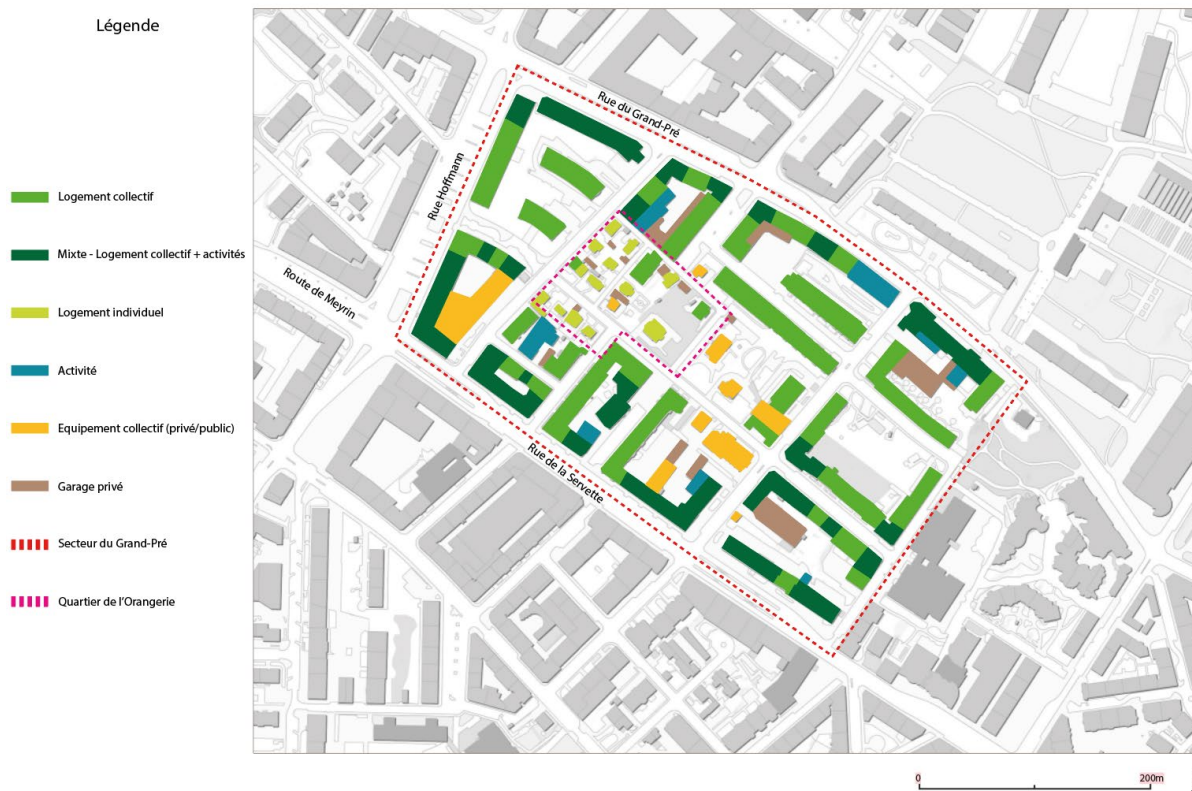 Légende
Logement collectif
Mixte - Logement collectif + activités
Logement individuel
Activité
Equipement collectif (privé/public)
Garage privé
Secteur du Grand-Pré
Quartier de l'Orangerie
Rue du Grand-Pré
Rue Hoffmann
Route de Meyrin
Rue de la Servette
0 200m